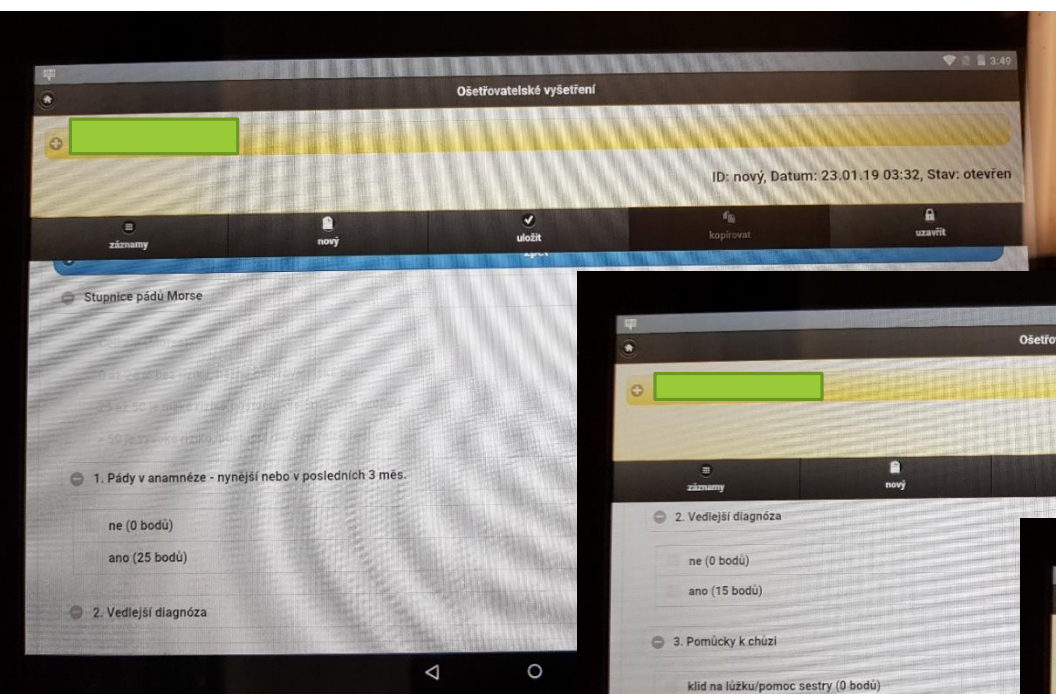 3:49
Ošetřovatelské vyšetření
ID: nový, Datum: 23.01.19 03:32, Stav: otevřen
záznamy
nový
uložit
kopírovat
uzavřít
zpět
Stupnice pádů Morse
1. Pády v anamnéze - nynější nebo v posledních 3 měs.
ne (0 bodů)
ano (25 bodů)
2. Vedlejší diagnóza
Ošetřo
záznamy
nový
2. Vedlejší diagnóza
ne (0 bodů)
ano (15 bodů)
3. Pomůcky k chůzi
klid na lůžku/pomoc sestry (0 bodů)